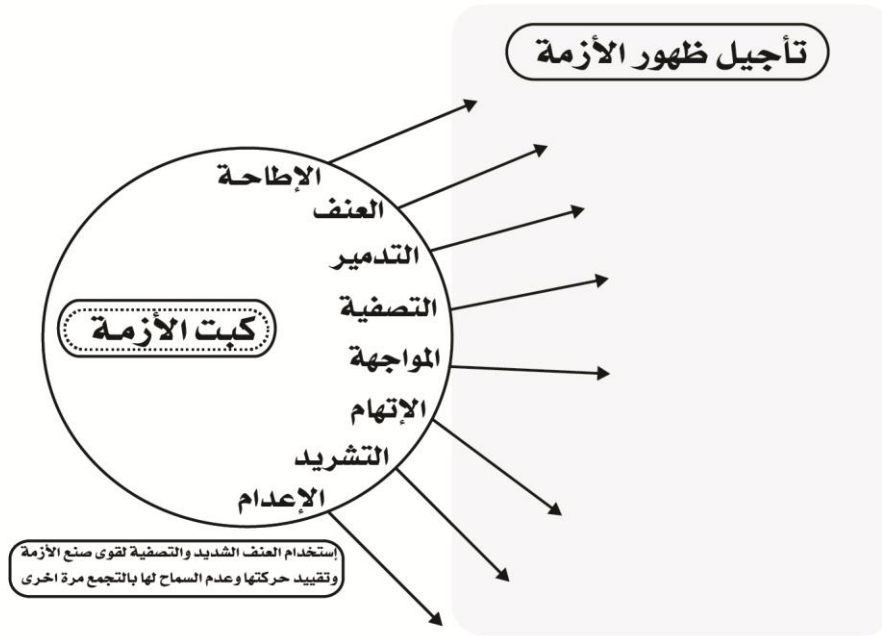 تأجيل ظهور الأزمة
الإطاحة
العنف
التدمير
التصفية
كبت الأزمة
المواجهة
الإتهام
التشريد
الإعدام
إستخدام العنف الشديد والتصفية لقوى صنع الأزمة
وتقييد حركتها وعدم السماح لها بالتجمع مرة اخرى